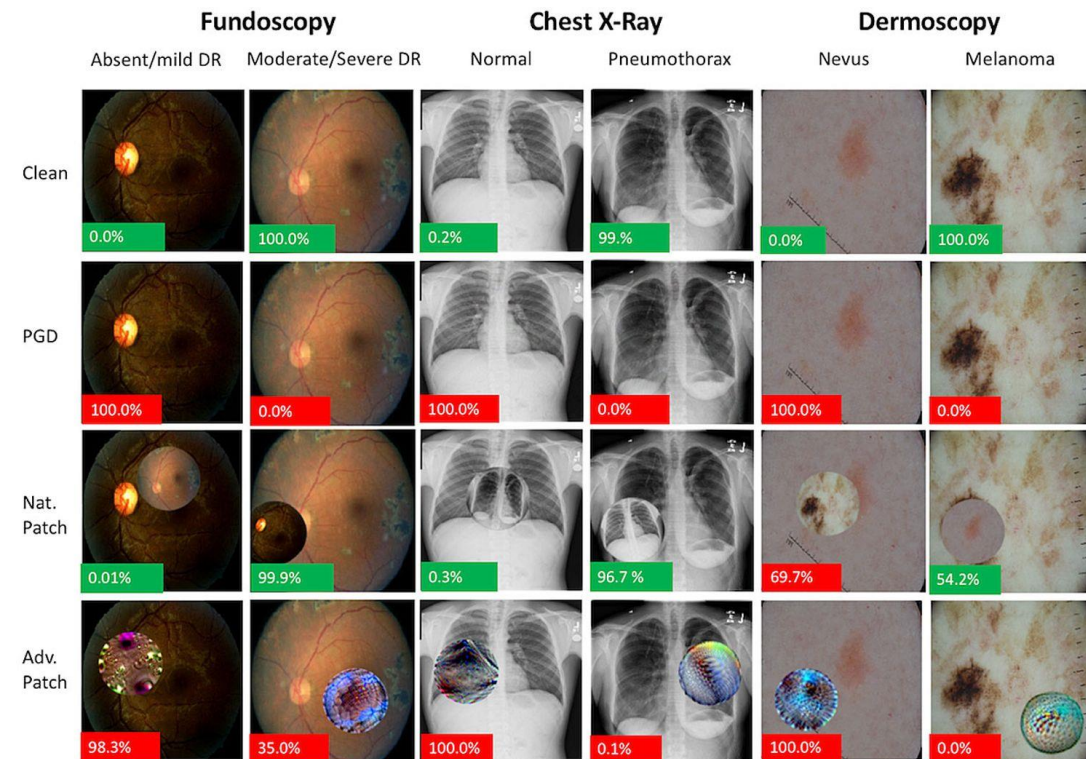 Fundoscopy Chest X-Ray Dermoscopy
Absent/mild DR Moderate/Severe DR Normal Pneumothorax Nevus Melanoma
Clean
0.0% 100.0% 0.2% 99.% 0.0% 100.0%
PGD
100.0% 0.0% 100.0% 0.0% 100.0% 0.0%
Nat.
Patch
0.01% 99.9% 0.3% 96.7 % 69.7% 54.2%
Adv.
Patch
98.3% 35.0% 100.0% 0.1% 100.0% 0.0%